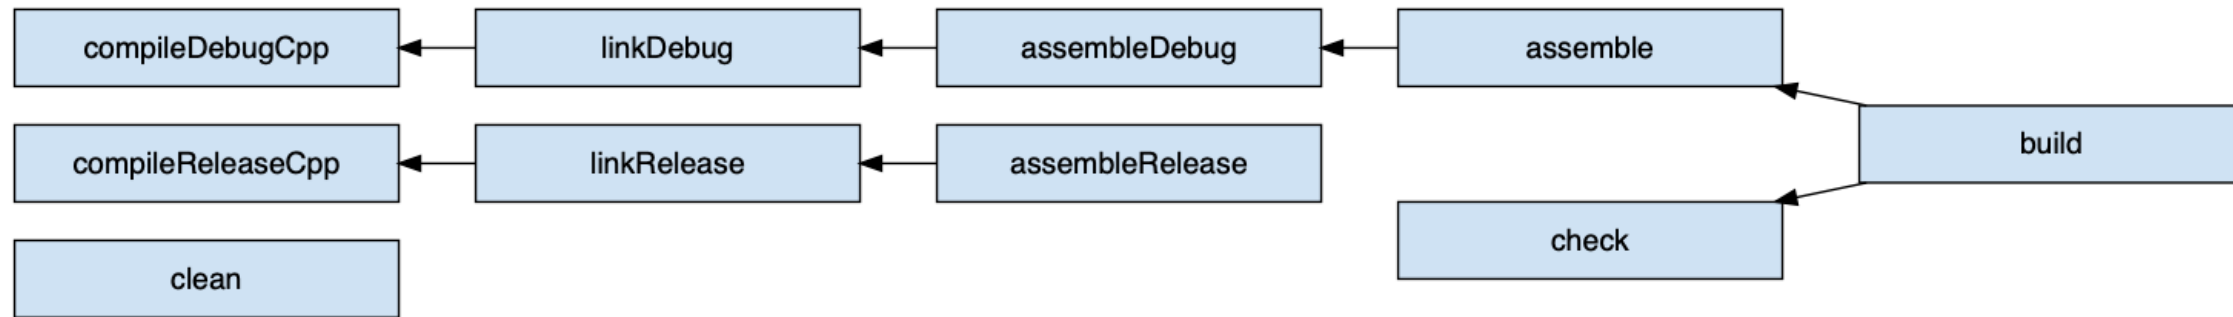 compileDebugCpp
linkDebug
assembleDebug
assemble
build
compileReleaseCpp
linkRelease
assembleRelease
check
clean